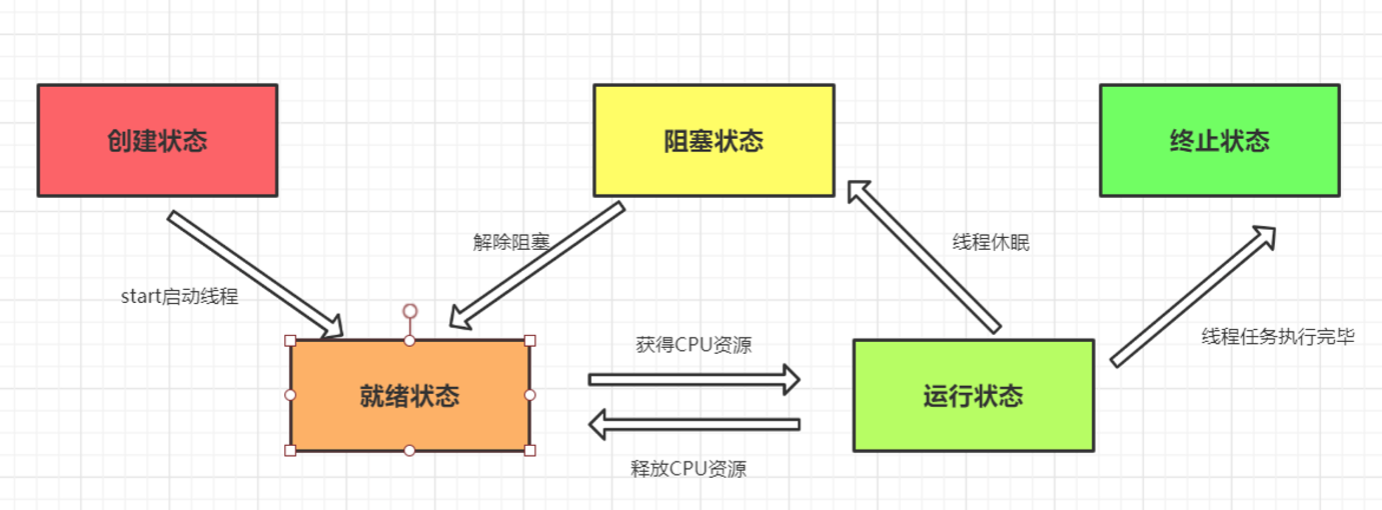 创建状态
阻塞状态
终止状态
解除阻塞
线程休眠
start启动线程
获得CPU资源
线程任务执行完毕
就绪状态
运行状态
释放CPU资源